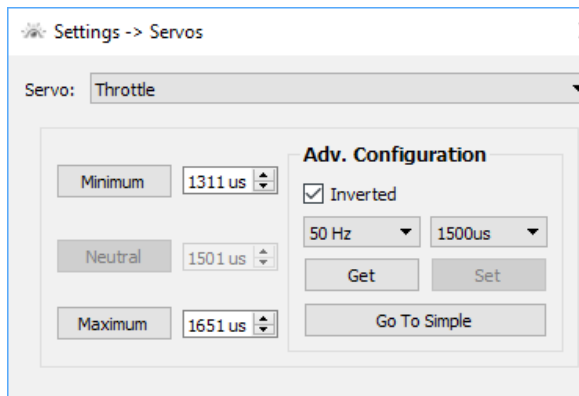 Settings -> Servos
Servo: Throttle
Adv. Configuration
Minimum 1311 us
Inverted
50 Hz 1500us
Neutral 1501 us
Get Set
Maximum 1651 us
Go To Simple